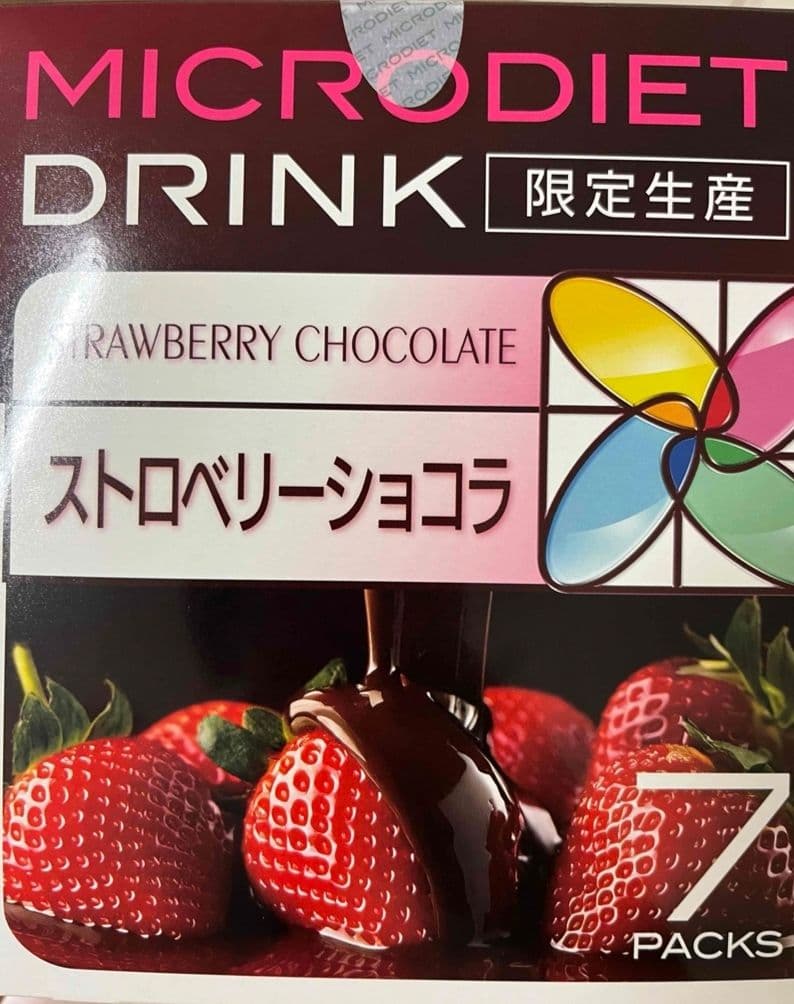 MICRODIET
DRINK 限定生産
STRAWBERRY CHOCOLATE
ストロベリーショコラ
7
PACKS